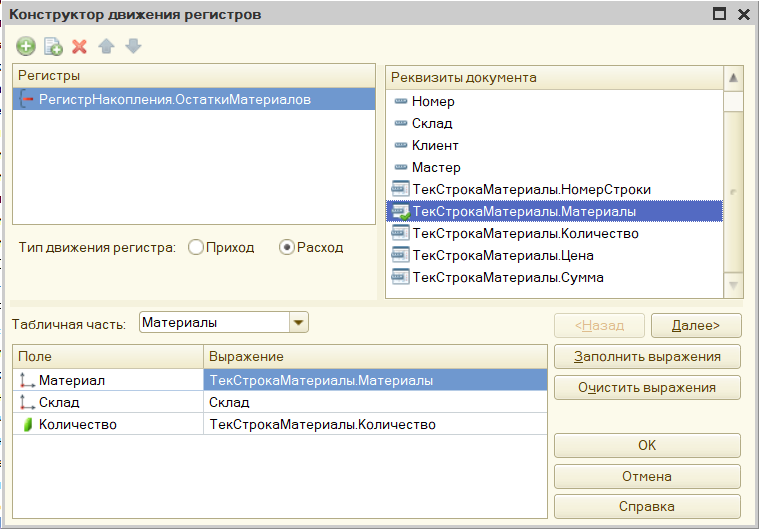 Конструктор движения регистров
Регистры
РегистрНакопления.ОстаткиМатериалов
Реквизиты документа
Номер
Склад
Клиент
Мастер
ТекСтрокаМатериалы.НомерСтроки
ТекСтрокаМатериалы.Материалы
ТекСтрокаМатериалы.Количество
ТекСтрокаМатериалы.Цена
ТекСтрокаМатериалы.Сумма
Тип движения регистра: Приход Расход
Табличная часть: Материалы
<Назад Далее>
Поле Выражение
Материал ТекСтрокаМатериалы.Материалы
Склад Склад
Количество ТекСтрокаМатериалы.Количество
Заполнить выражения
Очистить выражения
OK
Отмена
Справка